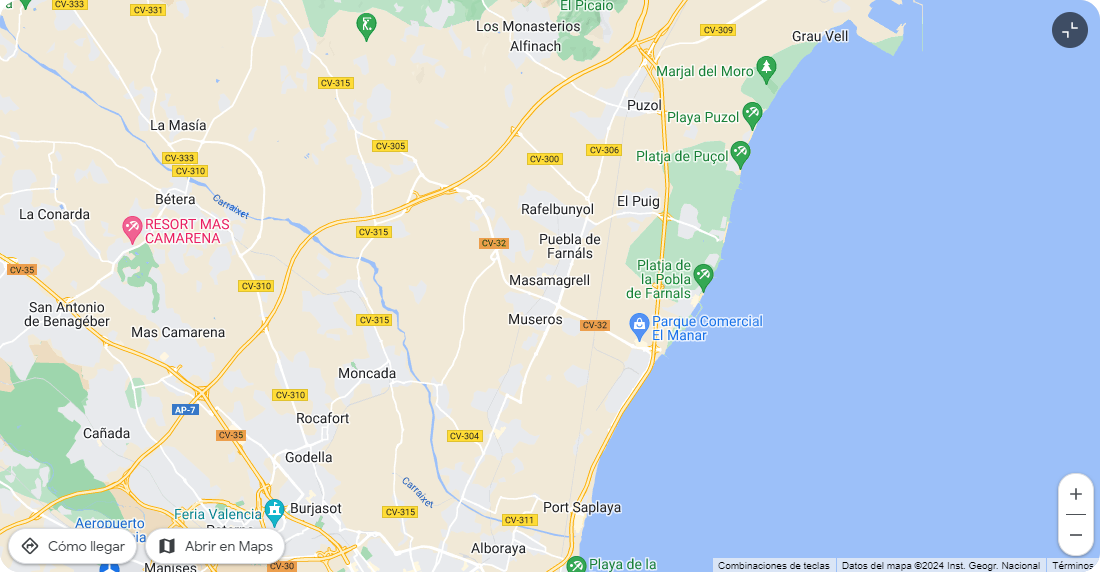 CV-333
CV-331
El Picaio
Los Monasterios
Alfinach
CV-309
Grau Vell
Marjal del Moro
CV-315
Puzol
Playa Puzol
La Masía
CV-305
CV-306
CV-333
CV-300
Platja de Puçol
CV-310
Bétera
Carraixet
El Puig
La Conarda
Rafelbunyol
RESORT MAS
CAMARENA
CV-315
CV-32
Puebla de
Farnáls
CV-35
Platja de
la Pobla
de Farnals
Masamagrell
CV-310
San Antonio
de Benagéber
CV-315
Museros
CV-32
Parque Comercial
El Manar
Mas Camarena
Moncada
CV-310
AP-7
Rocafort
Cañada
CV-35
CV-304
Godella
Carraixet
Feria Valencia
Burjasot
CV-315
Port Saplaya
CV-311
Aeropuerto
Cómo llegar
Abrir en Maps
Alboraya
Manises
CV-30
Playa de la
Combinaciones de teclas
Datos del mapa ©2024 Inst. Geogr. Nacional
Términos